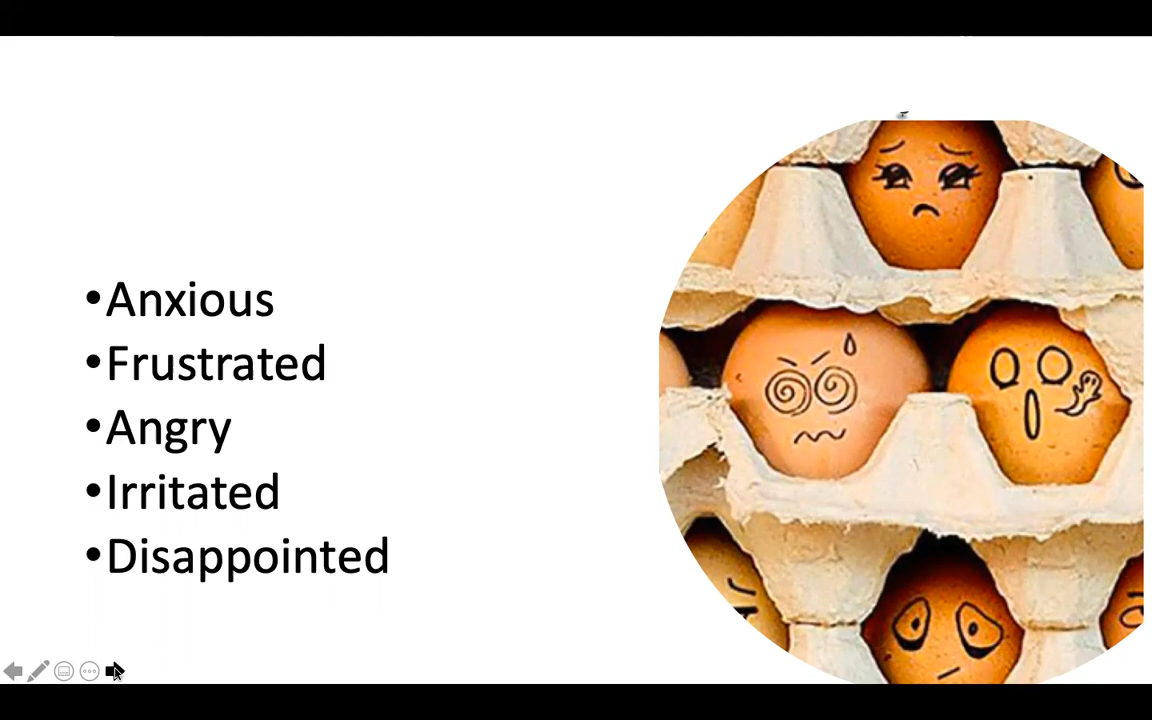 •Anxious
•Frustrated
•Angry
•Irritated
•Disappointed